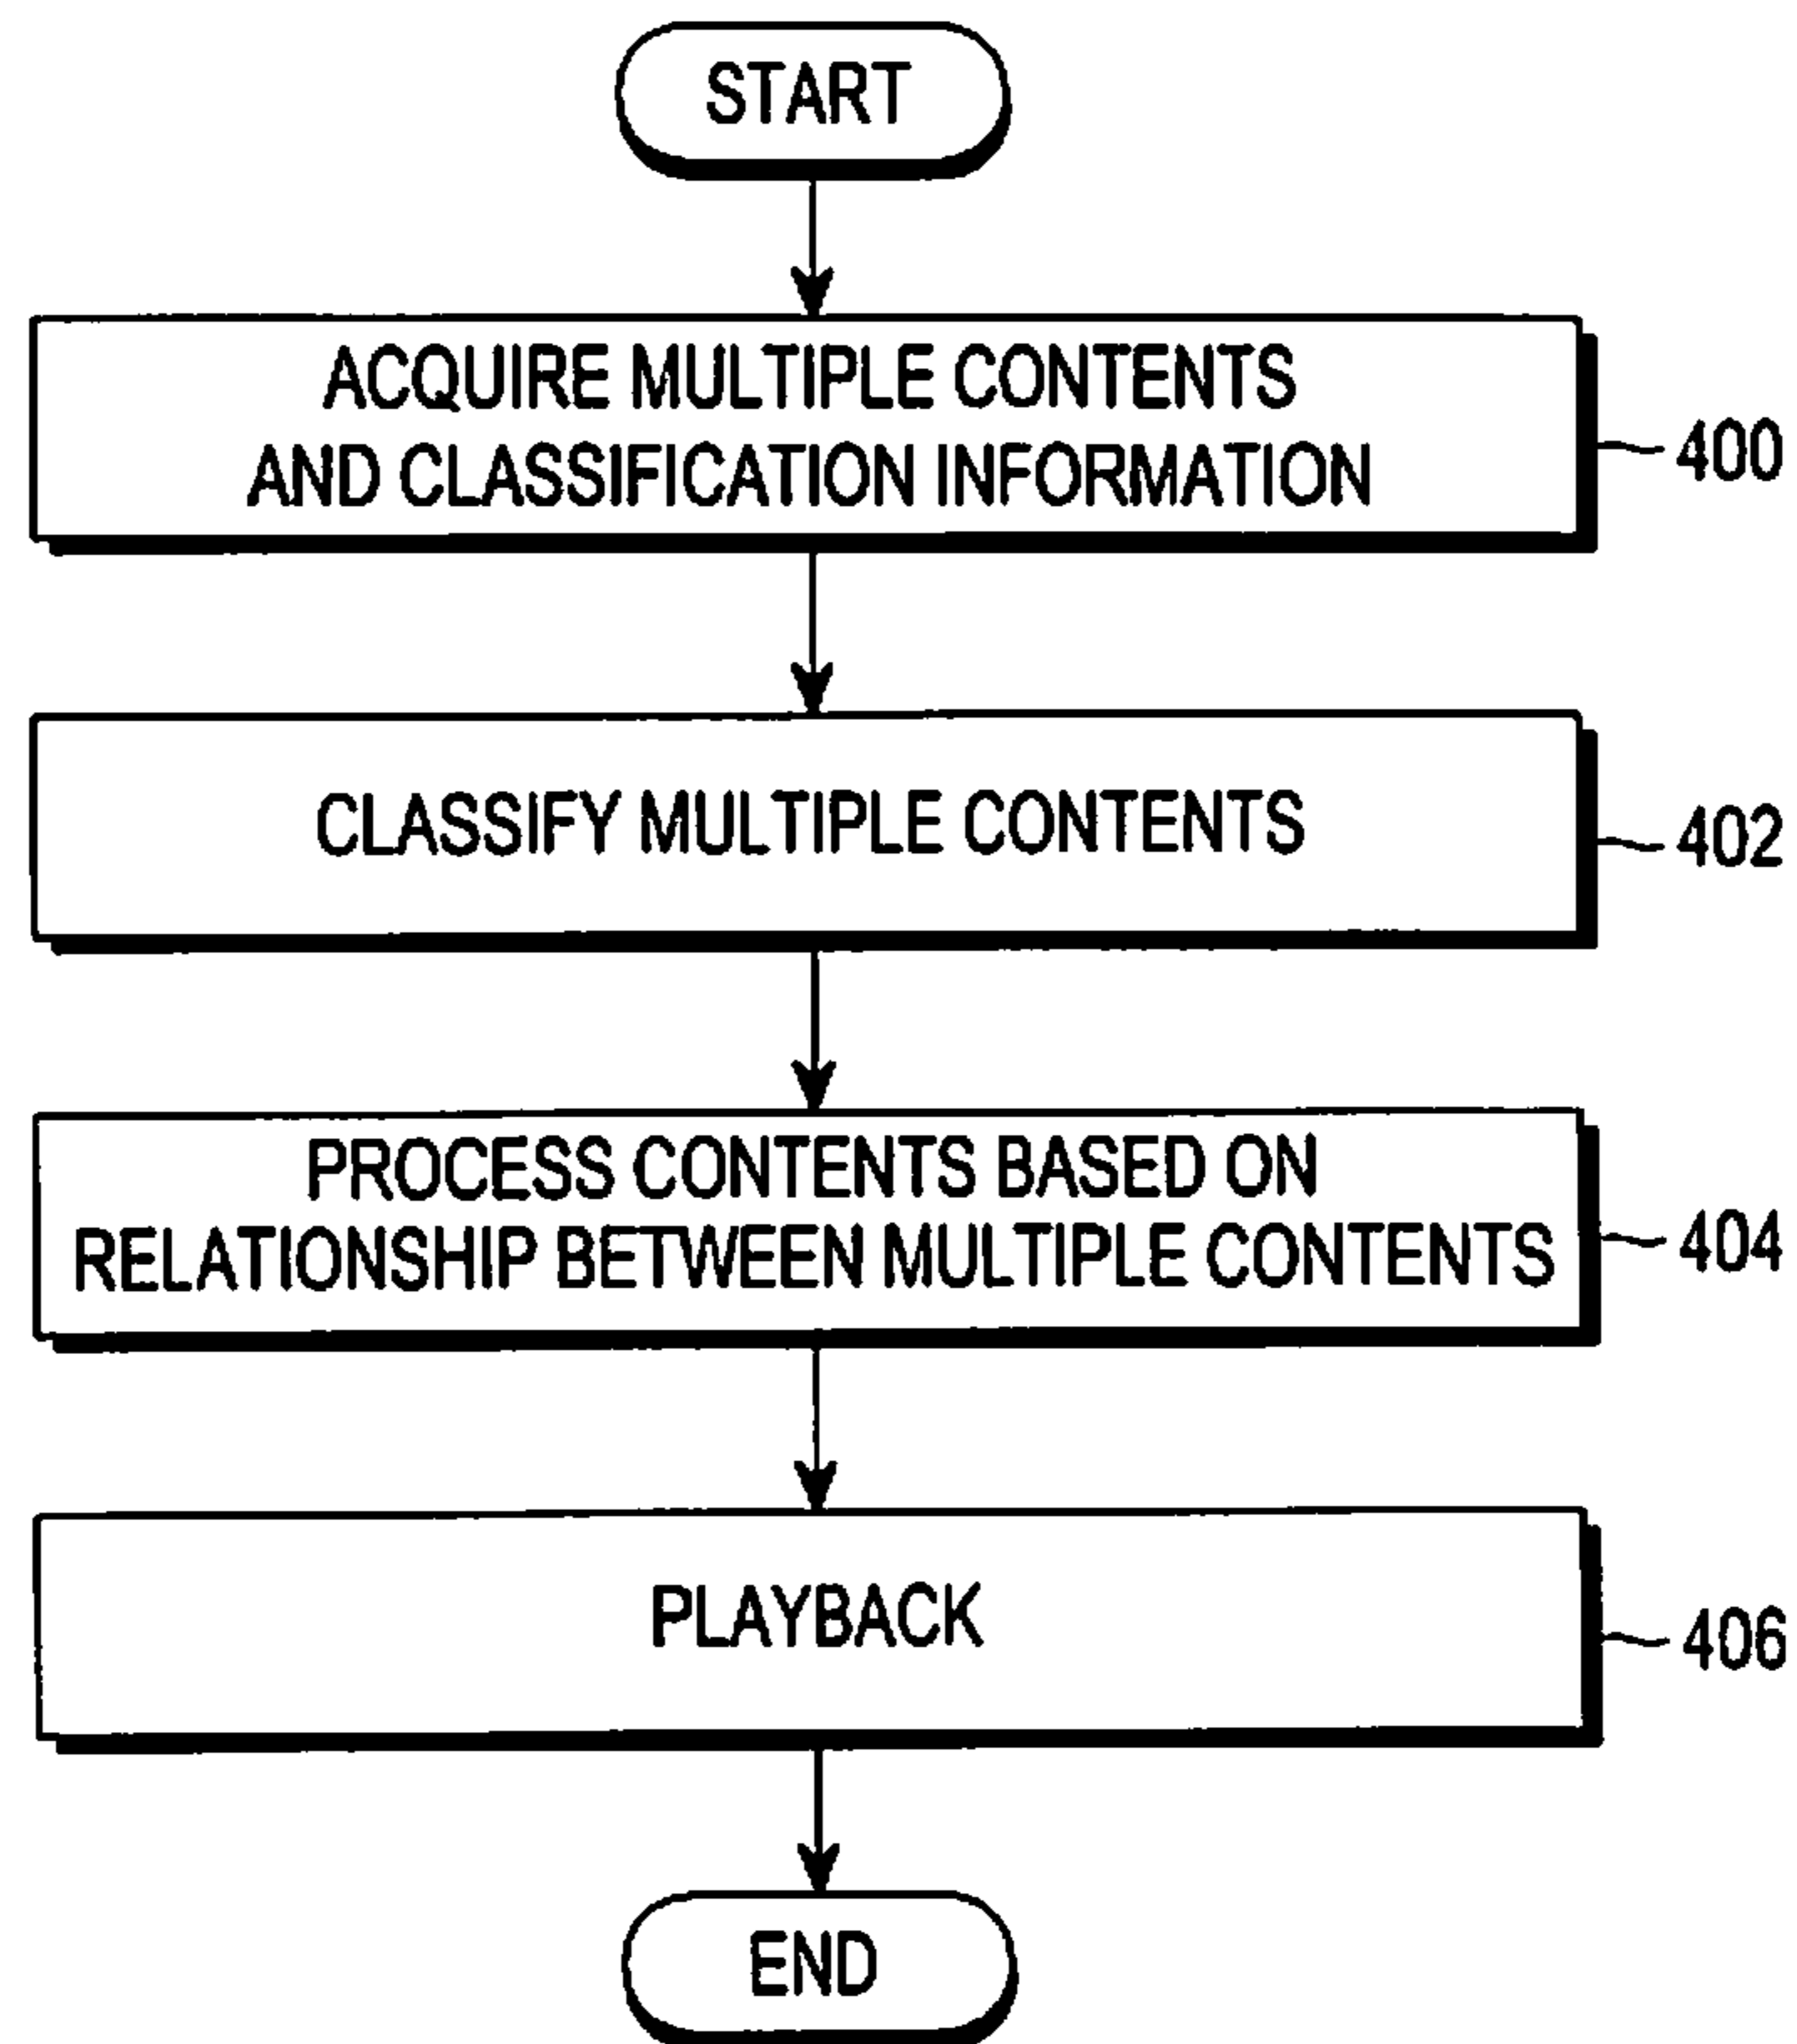 START
ACQUIRE MULTIPLE CONTENTS
AND CLASSIFICATION INFORMATION
400
CLASSIFY MULTIPLE CONTENTS
402
PROCESS CONTENTS BASED ON
RELATIONSHIP BETWEEN MULTIPLE CONTENTS
404
PLAYBACK
406
END